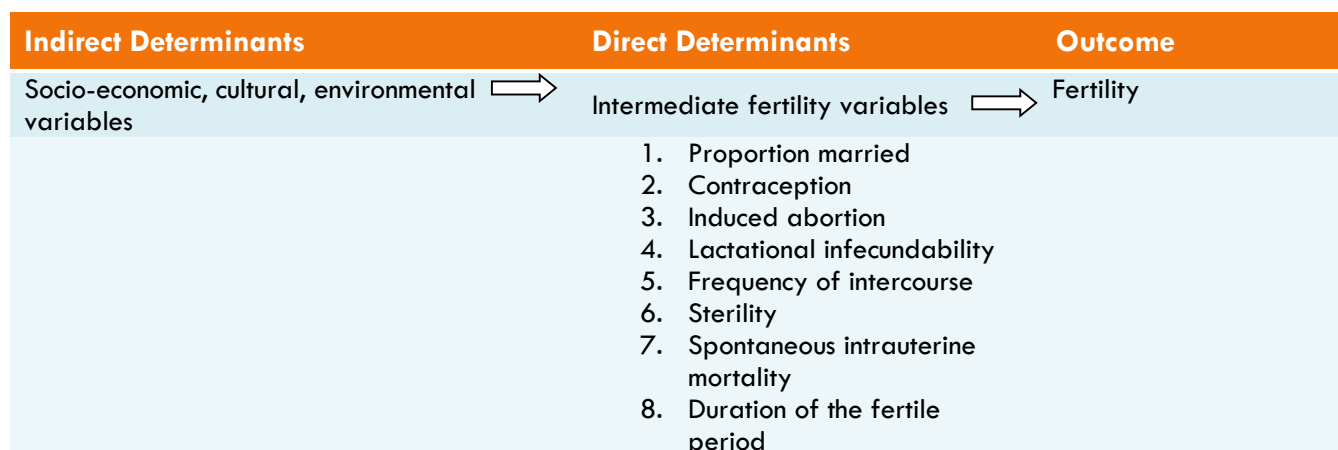 Indirect Determinants
Direct Determinants
Outcome
Socio-economic, cultural, environmental
variables
Intermediate fertility variables
Fertility
1. Proportion married
2. Contraception
3. Induced abortion
4. Lactational infecundability
5. Frequency of intercourse
6. Sterility
7. Spontaneous intrauterine
mortality
8. Duration of the fertile
period